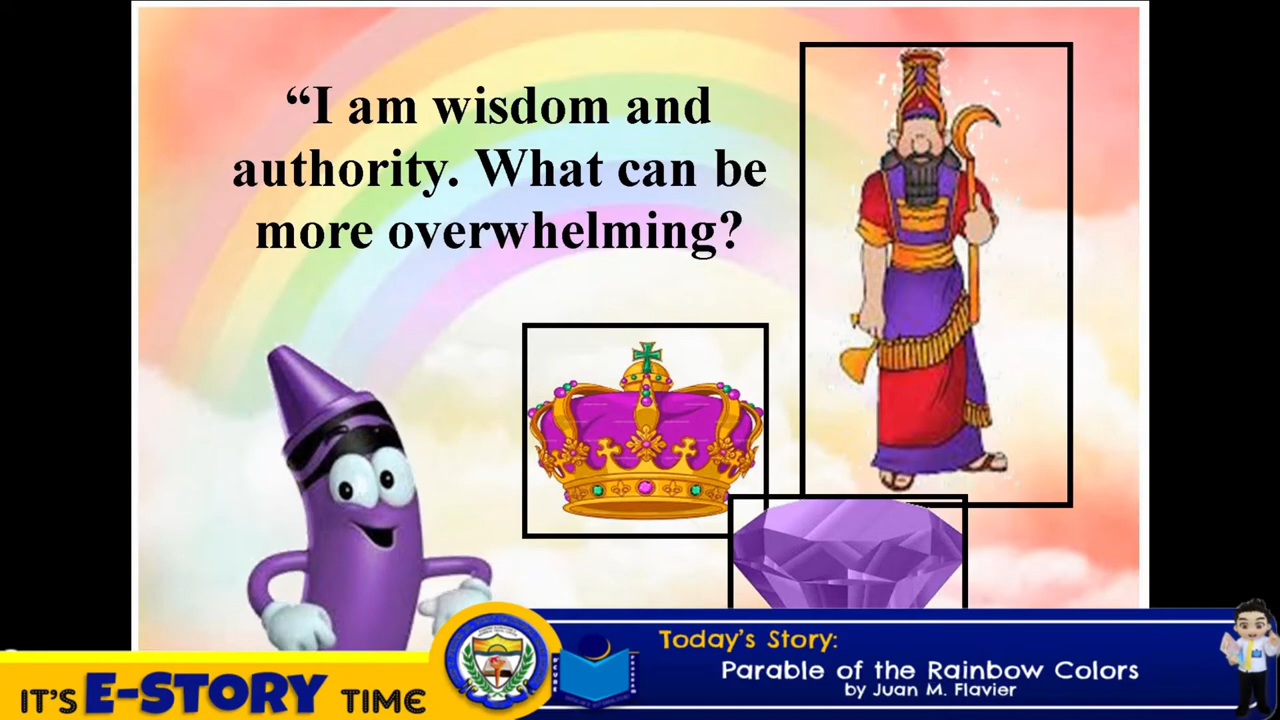 “I am wisdom and
authority. What can be
more overwhelming?
Today's Story:
Parable of the Rainbow Colors
by Juan M. Flavier
IT'S E-STORY TIME